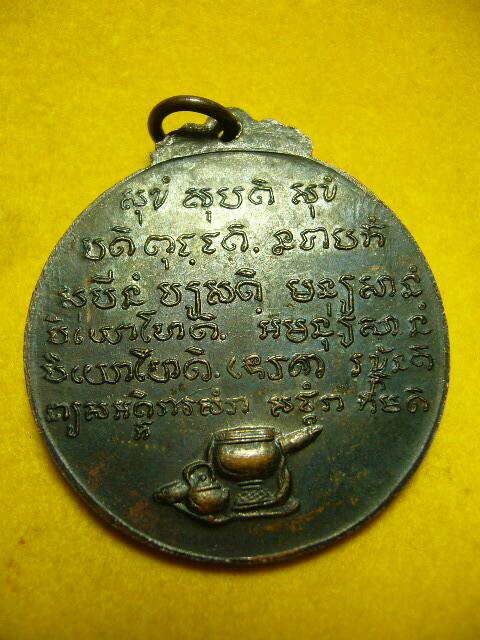 សុខំ សុបតិ សុខំ
បតិ ពុជ្ឈតិ. នបាបកំ
សុបីនំ បស្សតិ មនុស្សានំ
បិយោហោតិ. អមនុស្សានំ
បិយោហោតិ. ទេវតា រក្ខន្តិ
នាស្សអគ្គិវាវិសំវា សត្ថំវា កមតិ